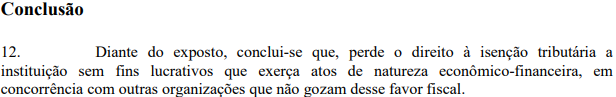 Conclusão
12. Diante do exposto, conclui-se que, perde o direito à isenção tributária a
instituição sem fins lucrativos que exerça atos de natureza econômico-financeira, em
concorrência com outras organizações que não gozam desse favor fiscal.